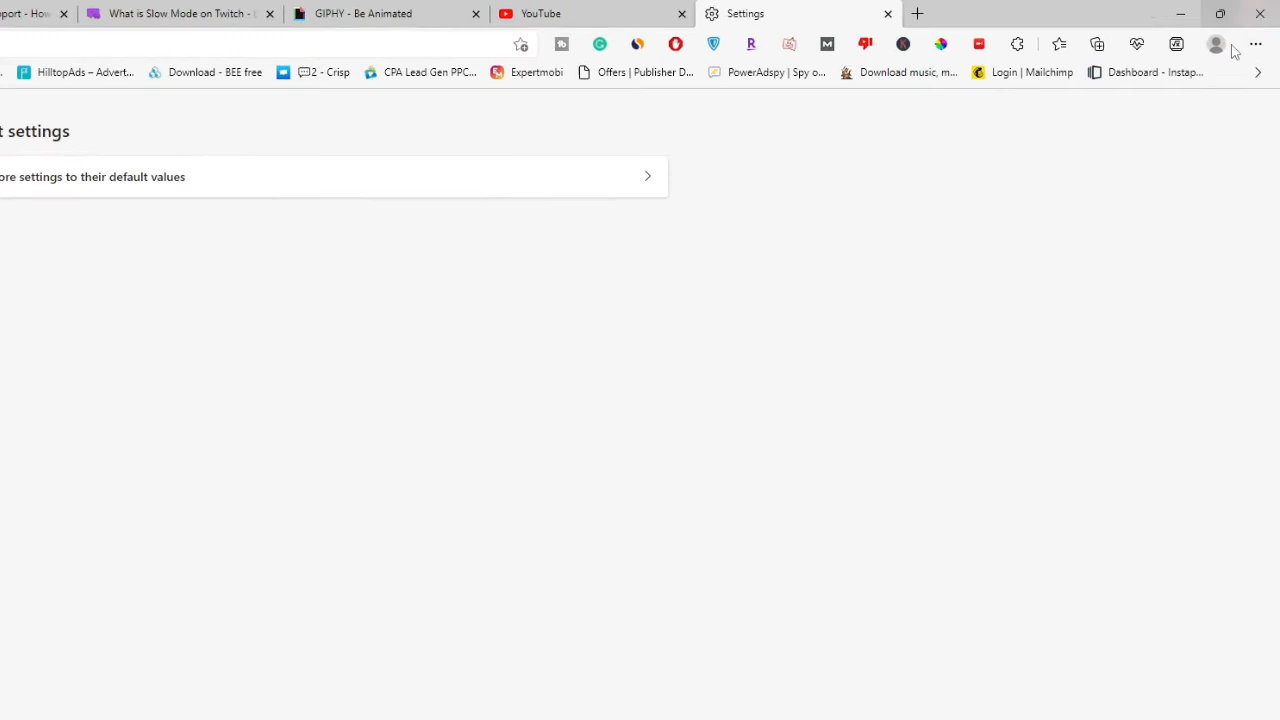 port - How
What is Slow Mode on Twitch -
GIPHY - Be Animated
YouTube
Settings
HilltopAds – Advert...
Download - BEE free
2 - Crisp
CPA Lead Gen PPC...
Expertmobi
Offers | Publisher D...
PowerAdspy | Spy o...
Download music, m...
Login | Mailchimp
Dashboard - Instap...
t settings
ore settings to their default values